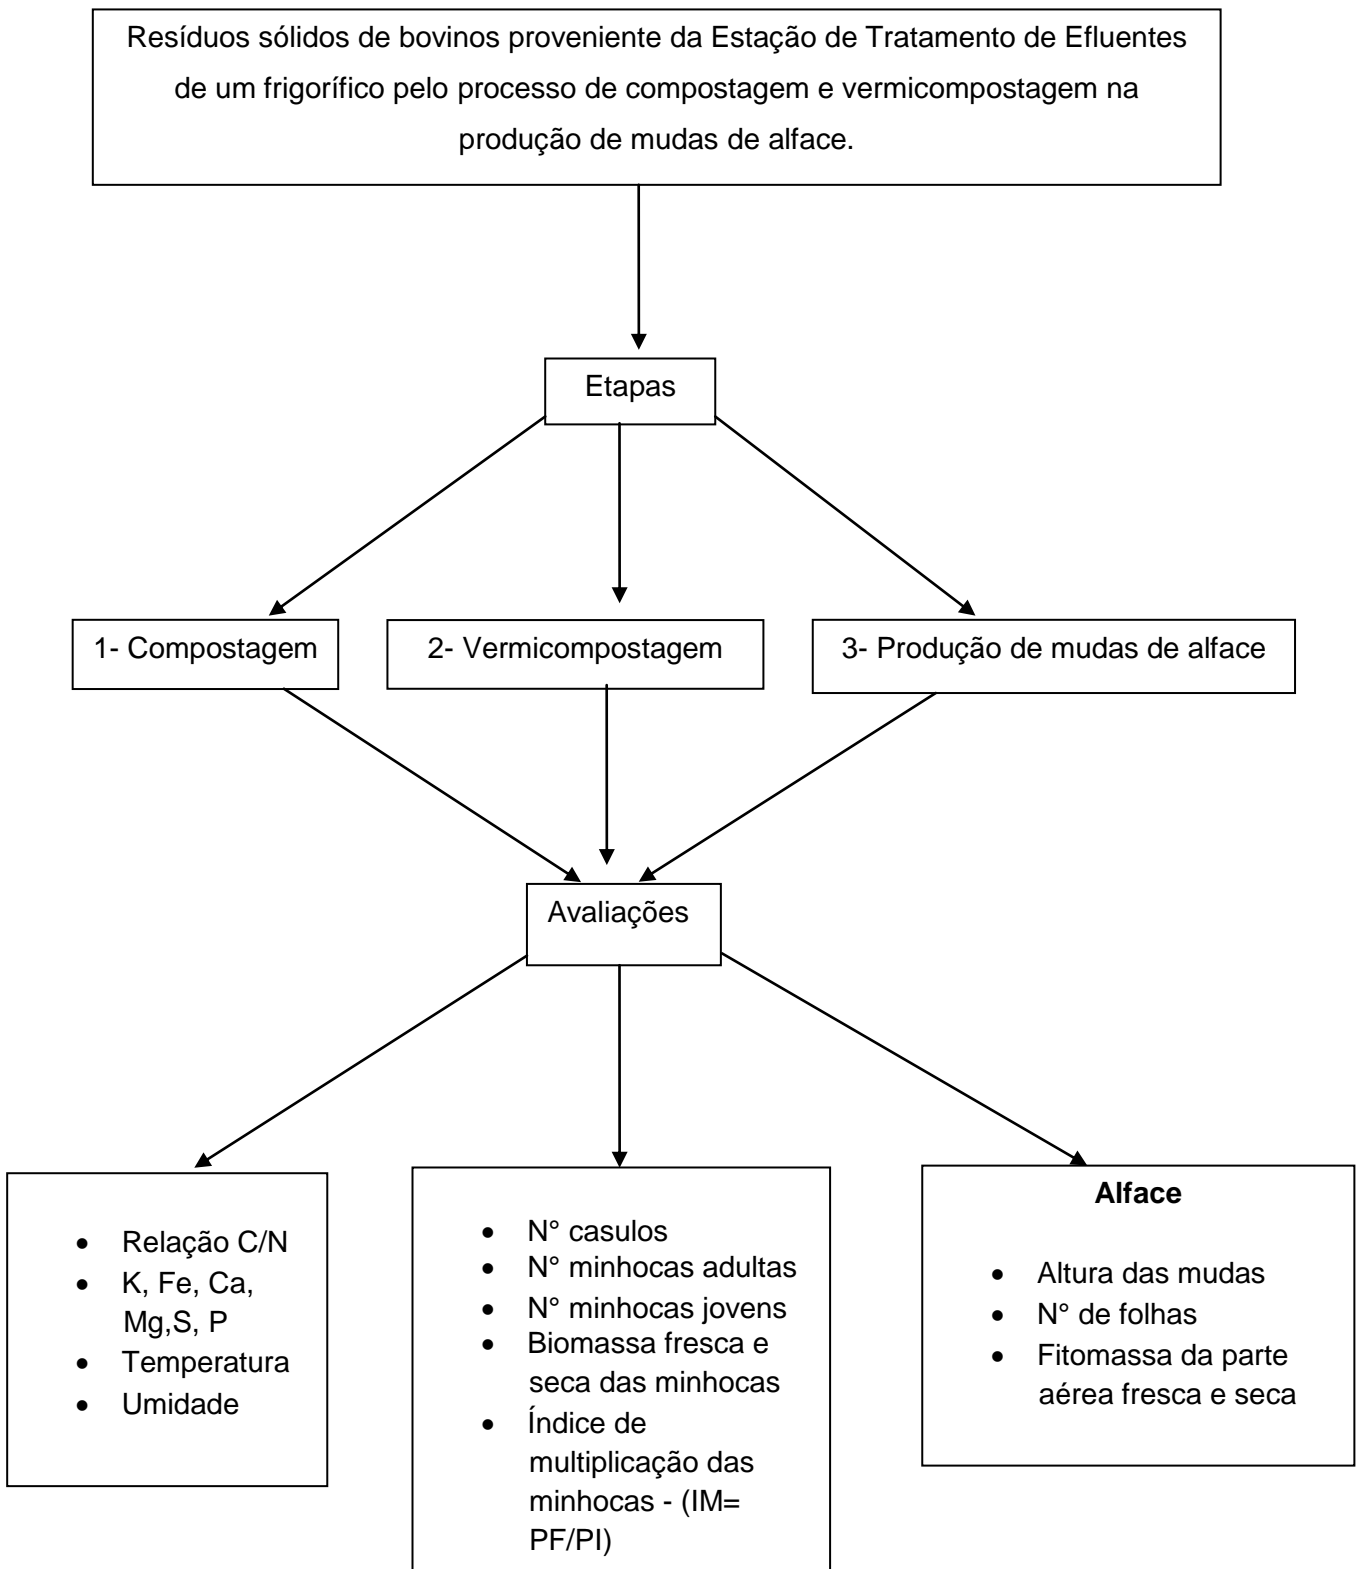 Resíduos sólidos de bovinos proveniente da Estação de Tratamento de Efluentes
de um frigorífico pelo processo de compostagem e vermicompostagem na
produção de mudas de alface.
Etapas
1- Compostagem
2- Vermicompostagem
3- Produção de mudas de alface
Avaliações
• Relação C/N
• K, Fe, Ca,
Mg,S, P
• Temperatura
• Umidade
• N° casulos
• N° minhocas adultas
• N° minhocas jovens
• Biomassa fresca e
seca das minhocas
• Índice de
multiplicação das
minhocas - (IM=
PF/PI)
Alface
• Altura das mudas
• N° de folhas
• Fitomassa da parte
aérea fresca e seca